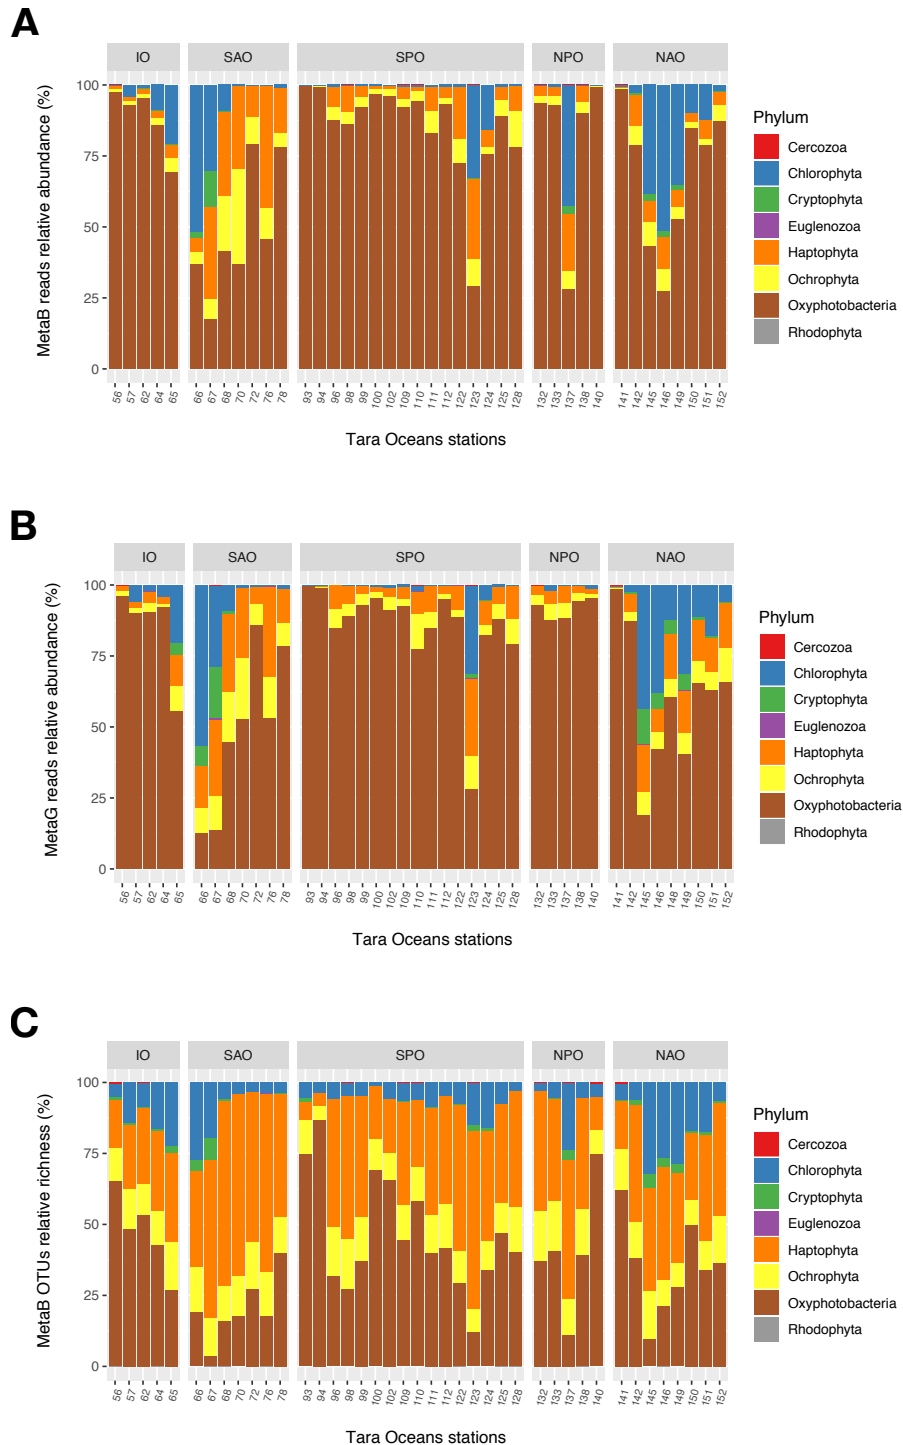 A
IO SAO SPO NPO NAO
MetaB reads relative abundance (%)
100
75
50
25
0
56 57 62 64 65 66 67 68 70 72 76 78 93 94 96 98 99 100 102 109 110 111 112 122 123 124 125 128 132 133 137 138 140 141 142 145 146 149 150 151 152
Tara Oceans stations
Phylum
Cercozoa
Chlorophyta
Cryptophyta
Euglenozoa
Haptophyta
Ochrophyta
Oxyphotobacteria
Rhodophyta
B
IO SAO SPO NPO NAO
MetaG reads relative abundance (%)
100
75
50
25
0
56 57 62 64 65 66 67 68 70 72 76 78 93 94 96 98 99 100 102 109 110 111 112 122 123 124 125 128 132 133 137 138 140 141 142 145 146 148 149 150 151 152
Tara Oceans stations
Phylum
Cercozoa
Chlorophyta
Cryptophyta
Euglenozoa
Haptophyta
Ochrophyta
Oxyphotobacteria
Rhodophyta
C
IO SAO SPO NPO NAO
MetaB OTUs relative richness (%)
100
75
50
25
0
56 57 62 64 65 66 67 68 70 72 76 78 93 94 96 98 99 100 102 109 110 111 112 122 123 124 125 128 132 133 137 138 140 141 142 145 146 149 150 151 152
Tara Oceans stations
Phylum
Cercozoa
Chlorophyta
Cryptophyta
Euglenozoa
Haptophyta
Ochrophyta
Oxyphotobacteria
Rhodophyta